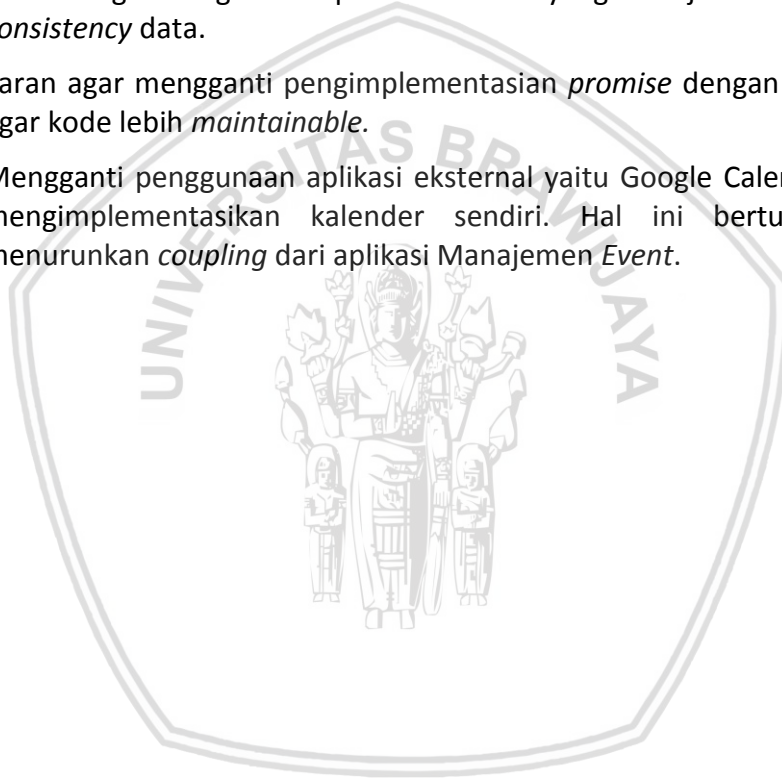 onsistency data.
aran agar mengganti pengimplementasian promise dengan
gar kode lebih maintainable.
Mengganti penggunaan aplikasi eksternal yaitu Google Calen
mengimplementasikan kalender sendiri. Hal ini bertu
menurunkan coupling dari aplikasi Manajemen Event.
UNIVERSITAS BRAWIJAYA